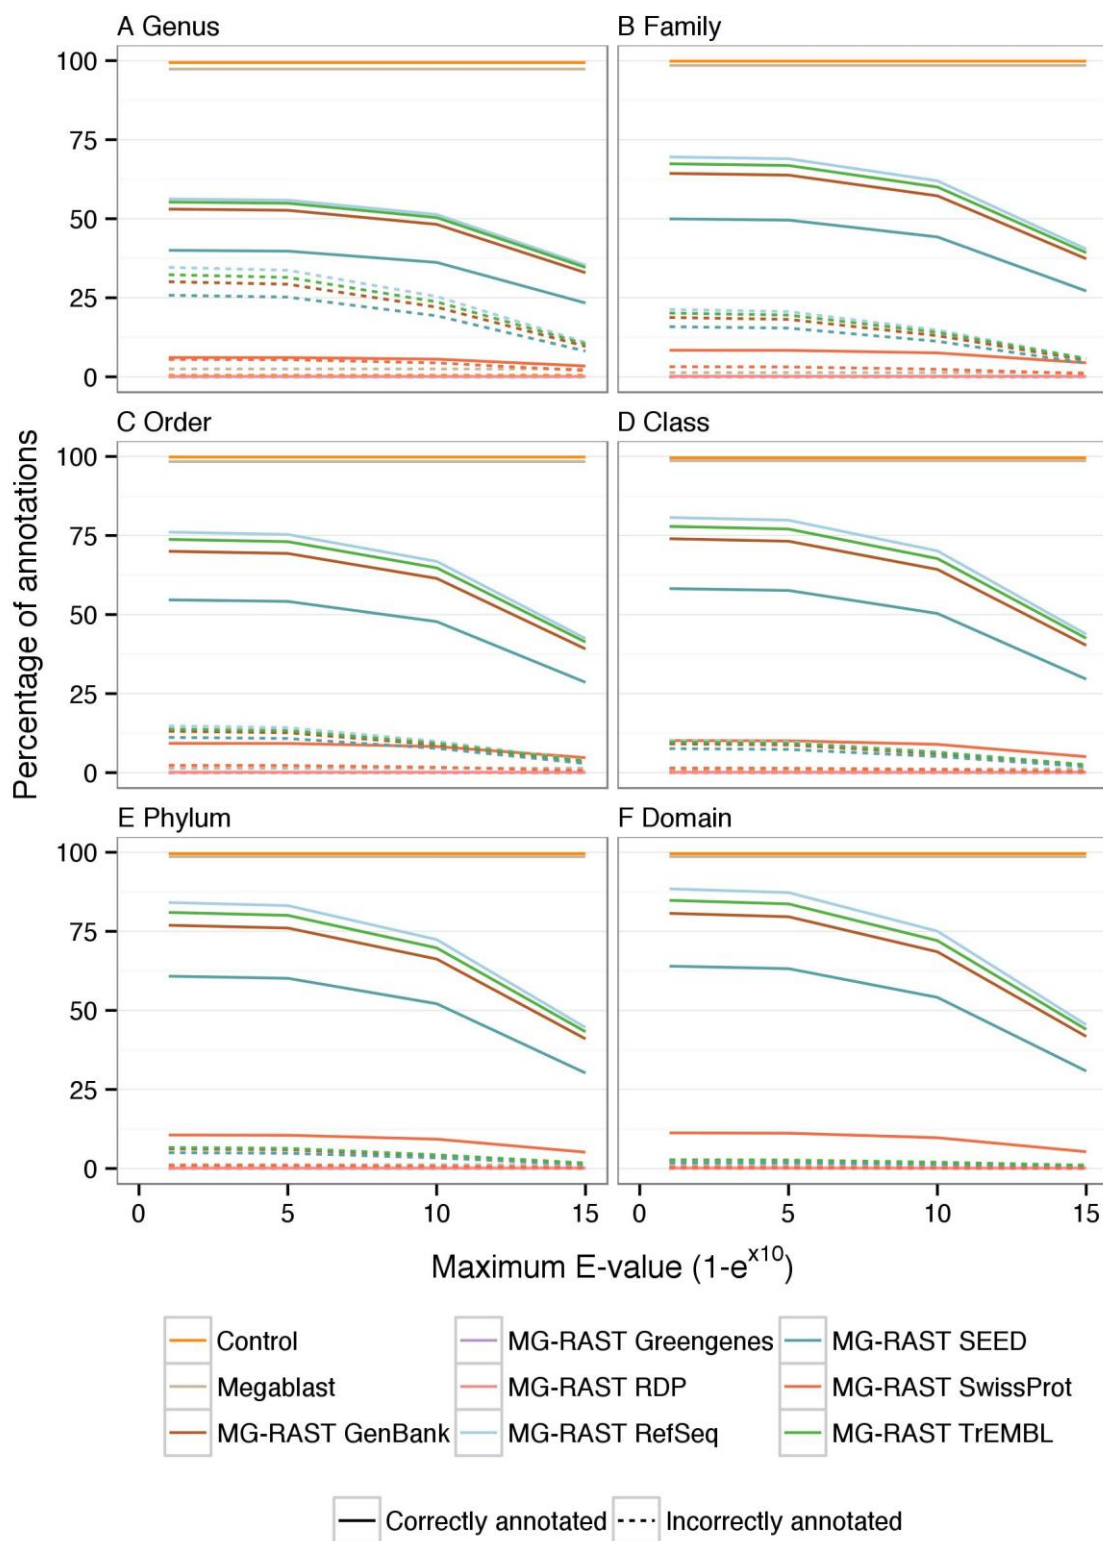 A Genus
B Family
100
75
50
25
0
C Order
D Class
100
75
50
25
0
E Phylum
F Domain
100
75
50
25
0
0 5 10 15 0 5 10 15
Percentage of annotations
Maximum E-value (1-e^x10)
Control
MG-RAST Greengenes
MG-RAST SEED
Megablast
MG-RAST RDP
MG-RAST SwissProt
MG-RAST GenBank
MG-RAST RefSeq
MG-RAST TrEMBL
Correctly annotated
Incorrectly annotated